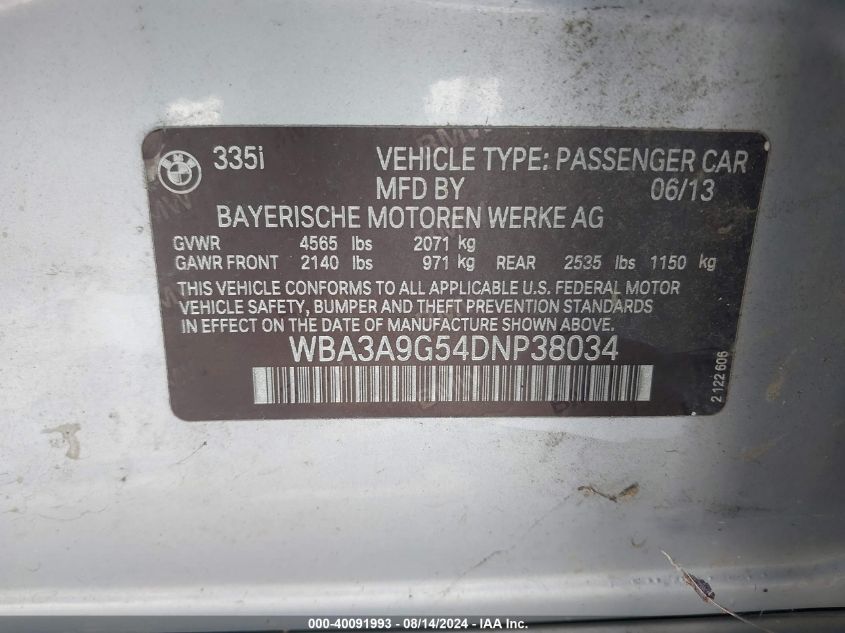 335i VEHICLE TYPE: PASSENGER CAR
MFD BY 06/13
BAYERISCHE MOTOREN WERKE AG
GVWR 4565 lbs 2071 kg
GAWR FRONT 2140 lbs 971 kg REAR 2535 lbs 1150 kg
THIS VEHICLE CONFORMS TO ALL APPLICABLE U.S. FEDERAL MOTOR
VEHICLE SAFETY, BUMPER AND THEFT PREVENTION STANDARDS
IN EFFECT ON THE DATE OF MANUFACTURE SHOWN ABOVE.
WBA3A9G54DNP38034
2 122 606
000-40091993 - 08/14/2024 - IAA Inc.